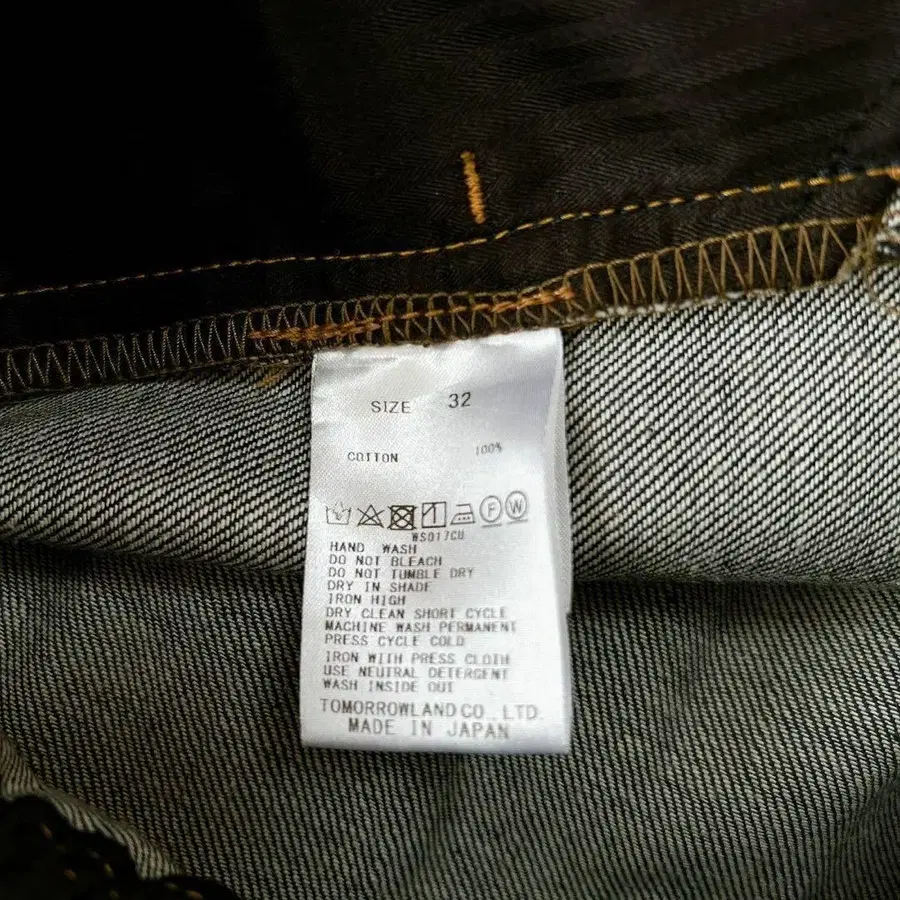 SIZE 32
COTTON 100%
F W
WS017CU
HAND WASH
DO NOT BLEACH
DO NOT TUMBLE DRY
DRY IN SHADE
IRON HIGH
DRY CLEAN SHORT CYCLE
MACHINE WASH PERMANENT
PRESS CYCLE COLD
IRON WITH PRESS CLOTH
USE NEUTRAL DETERGENT
WASH INSIDE OUT
TOMORROWLAND CO., LTD.
MADE IN JAPAN